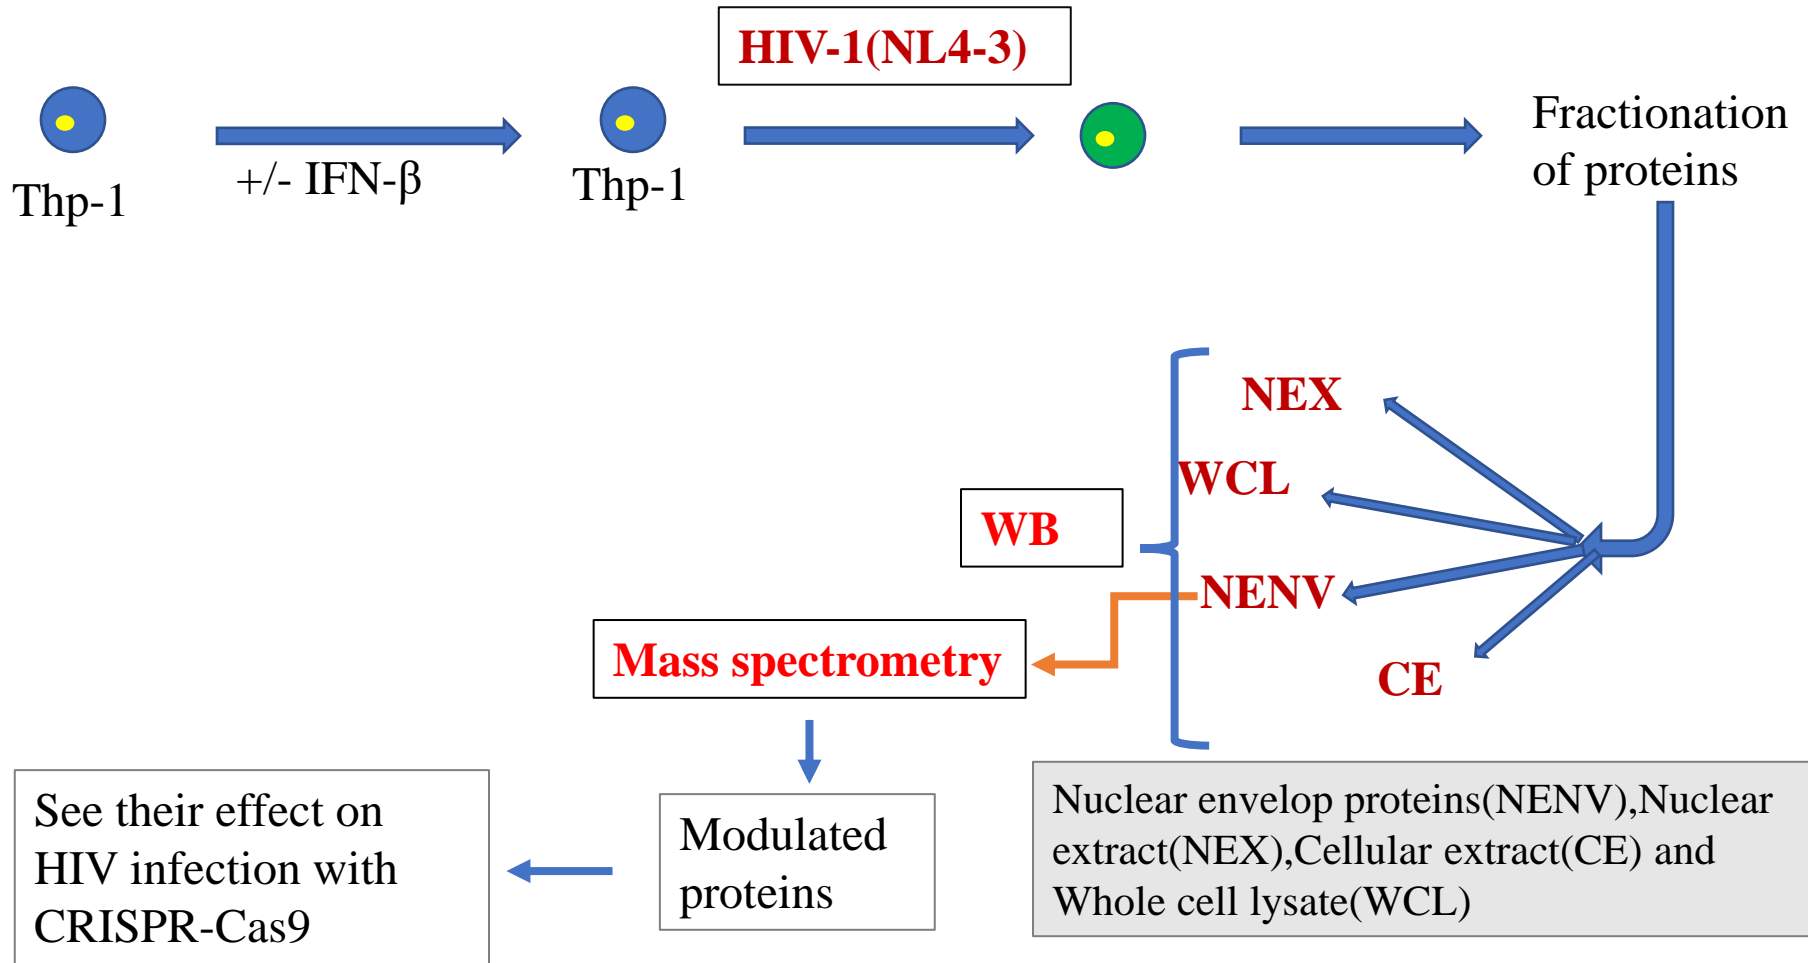 HIV-1(NL4-3)
Thp-1
+/- IFN-β
Thp-1
Fractionation
of proteins
NEX
WCL
WB
NENV
Mass spectrometry
CE
See their effect on
HIV infection with
CRISPR-Cas9
Modulated
proteins
Nuclear envelop proteins(NENV),Nuclear
extract(NEX),Cellular extract(CE) and
Whole cell lysate(WCL)